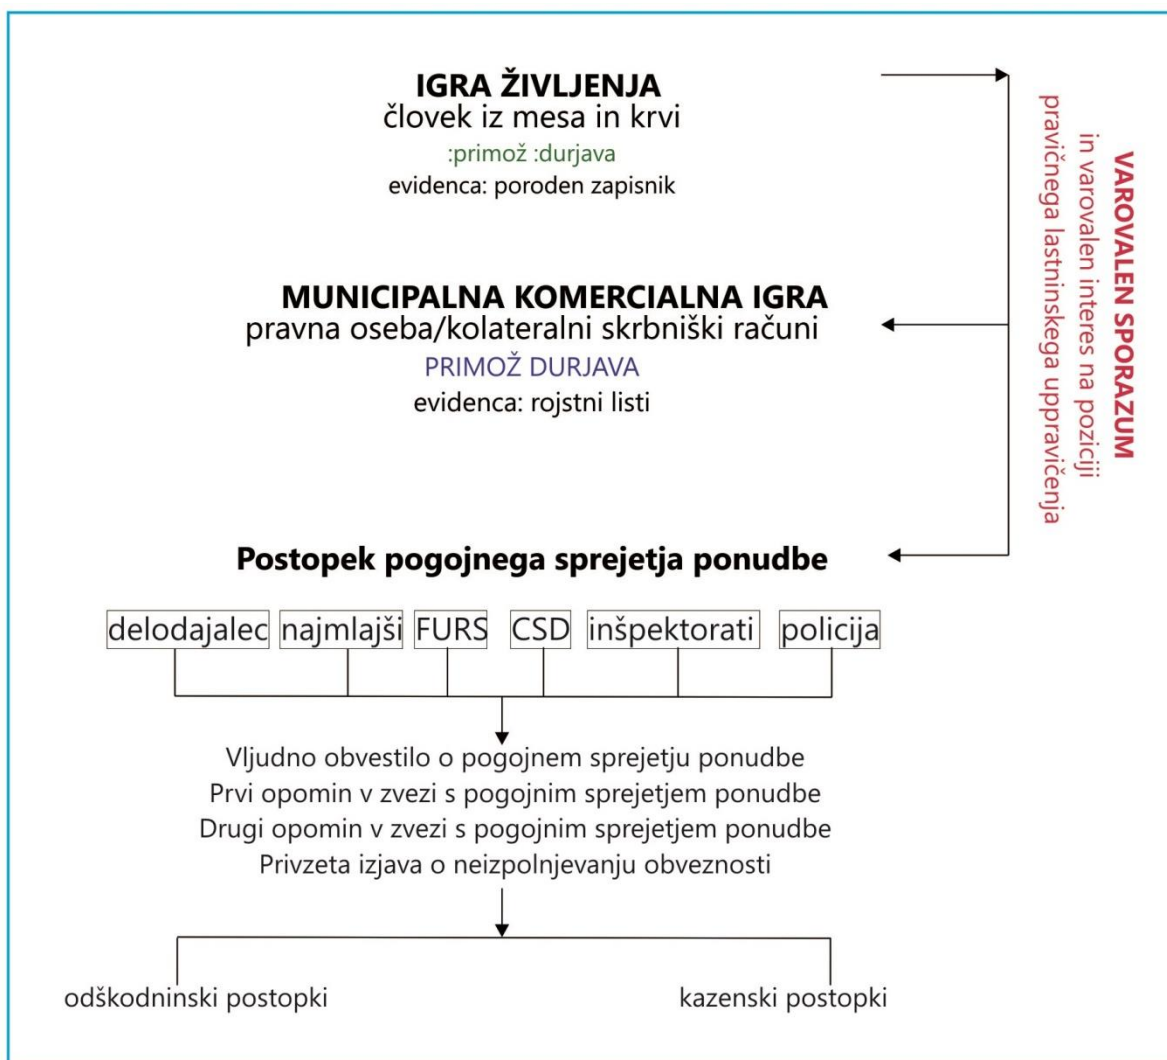 IGRA ŽIVLJENJA
človek iz mesa in krvi
:primož :durjava
evidenca: poroden zapisnik
MUNICIPALNA KOMERCIALNA IGRA
pravna oseba/kolateralni skrbniški računi
PRIMOŽ DURJAVA
evidenca: rojstni listi
VAROVALEN SPORAZUM
in varovalen interes na poziciji
pravičnega lastninskega uppravičenja
Postopek pogojnega sprejetja ponudbe
delodajalec najmlajši FURS CSD inšpektorati policija
Vljudno obvestilo o pogojnem sprejetju ponudbe
Prvi opomin v zvezi s pogojnim sprejetjem ponudbe
Drugi opomin v zvezi s pogojnim sprejetjem ponudbe
Privzeta izjava o neizpolnjevanju obveznosti
odškodninski postopki
kazenski postopki